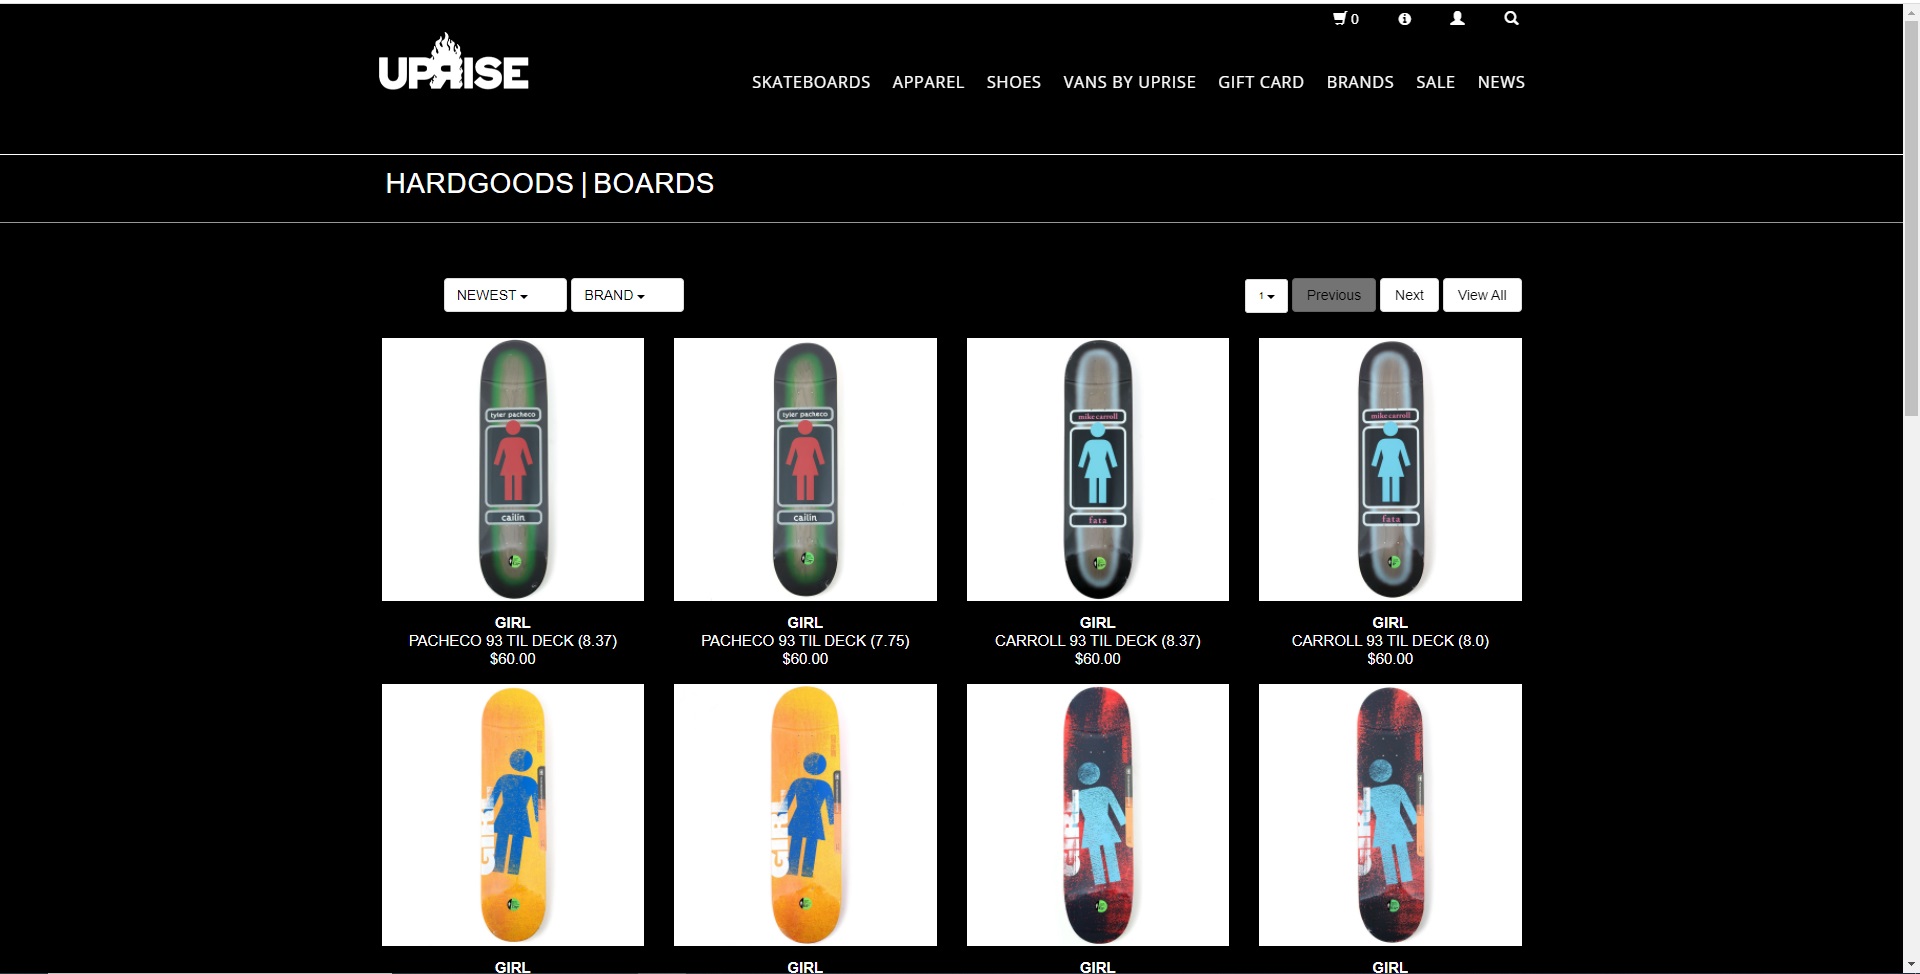 0
UPRISE
SKATEBOARDS APPAREL SHOES VANS BY UPRISE GIFT CARD BRANDS SALE NEWS
HARDGOODS | BOARDS
NEWEST BRAND 1 Previous Next View All
tyler pacheco tyler pacheco mike carroll mike carroll
cailín cailín fata fata
GIRL GIRL GIRL GIRL
PACHECO 93 TIL DECK (8.37) PACHECO 93 TIL DECK (7.75) CARROLL 93 TIL DECK (8.37) CARROLL 93 TIL DECK (8.0)
$60.00 $60.00 $60.00 $60.00
GIRL GIRL GIRL GIRL
GIRL GIRL GIRL GIRL